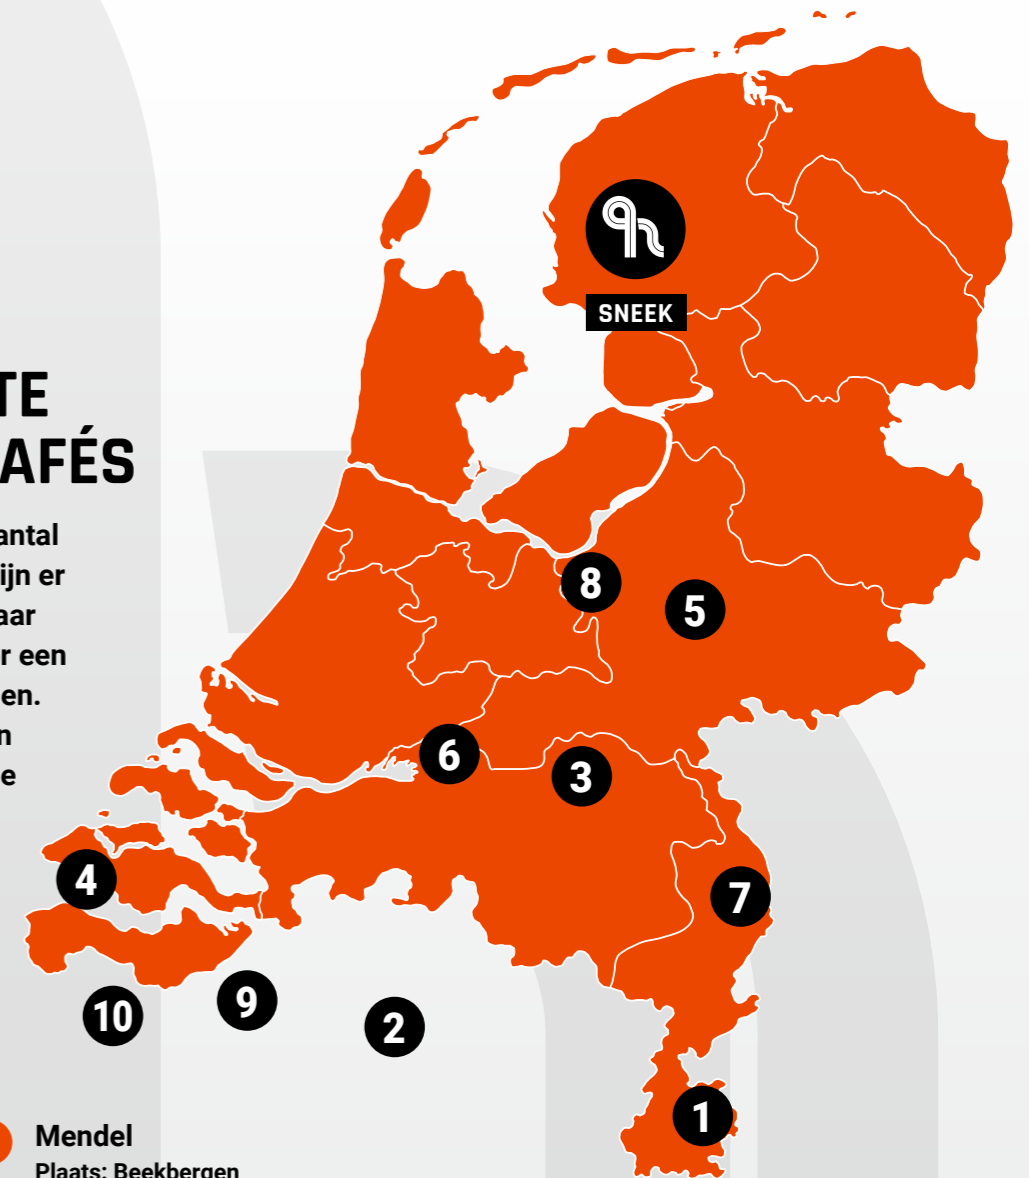 SNEEK
TE
AFÉS
antal
ijn er
aar
r een
en.
n
e
8
5
6
3
4
7
10
9
2
1
Mendel
Plaats: Beekbergen